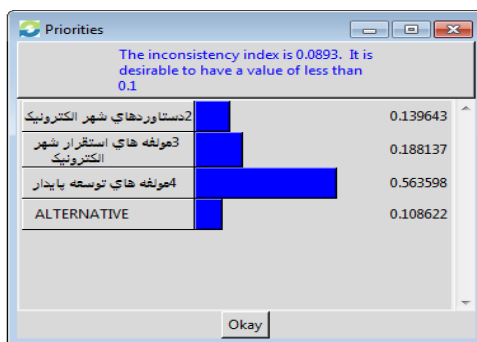 Priorities
The inconsistency index is 0.0893. It is
desirable to have a value of less than
0.1
2دستاوردهاي شهر الکترونيک 0.139643
3مولفه هاي استقرار شهر
الکترونيک 0.188137
4مولفه هاي توسعه پايدار 0.563598
ALTERNATIVE 0.108622
Okay